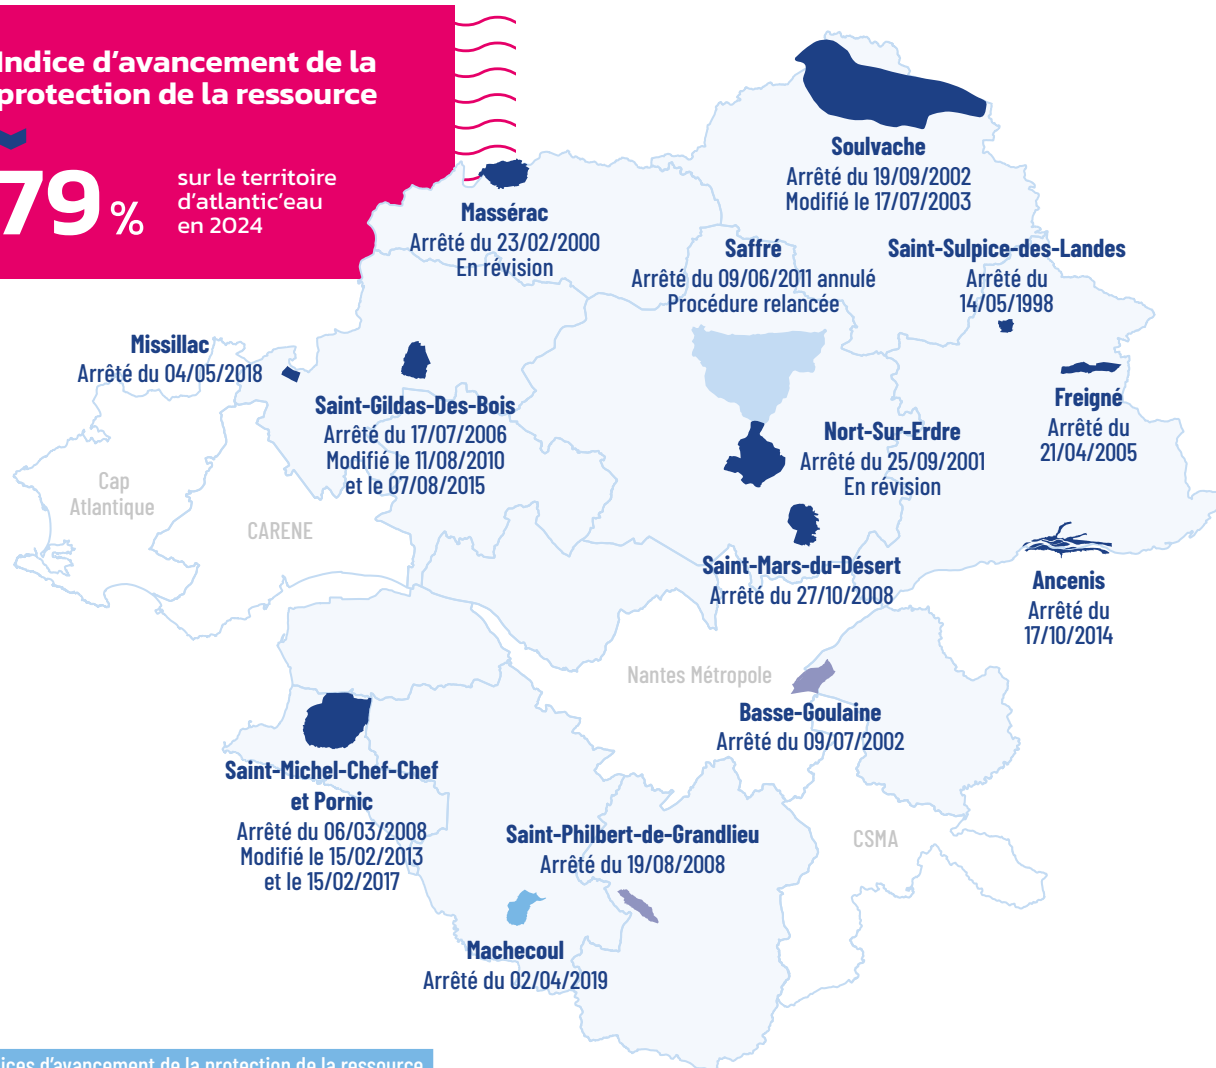 Indice d'avancement de la
protection de la ressource
79 %
sur le territoire
d'atlantic'eau
en 2024
Soulvache
Arrêté du 19/09/2002
Modifié le 17/07/2003
Massérac
Arrêté du 23/02/2000
En révision
Saffré
Arrêté du 09/06/2011 annulé
Procédure relancée
Saint-Sulpice-des-Landes
Arrêté du
14/05/1998
Missillac
Arrêté du 04/05/2018
Saint-Gildas-Des-Bois
Arrêté du 17/07/2006
Modifié le 11/08/2010
et le 07/08/2015
Freigné
Arrêté du
21/04/2005
Nort-Sur-Erdre
Arrêté du 25/09/2001
En révision
Cap
Atlantique
CARENE
Saint-Mars-du-Désert
Arrêté du 27/10/2008
Ancenis
Arrêté du
17/10/2014
Nantes Métropole
Basse-Goulaine
Arrêté du 09/07/2002
Saint-Michel-Chef-Chef
et Pornic
Arrêté du 06/03/2008
Modifié le 15/02/2013
et le 15/02/2017
Saint-Philbert-de-Grandlieu
Arrêté du 19/08/2008
CSMA
Machecoul
Arrêté du 02/04/2019
ices d'avancement de la protection de la ressource